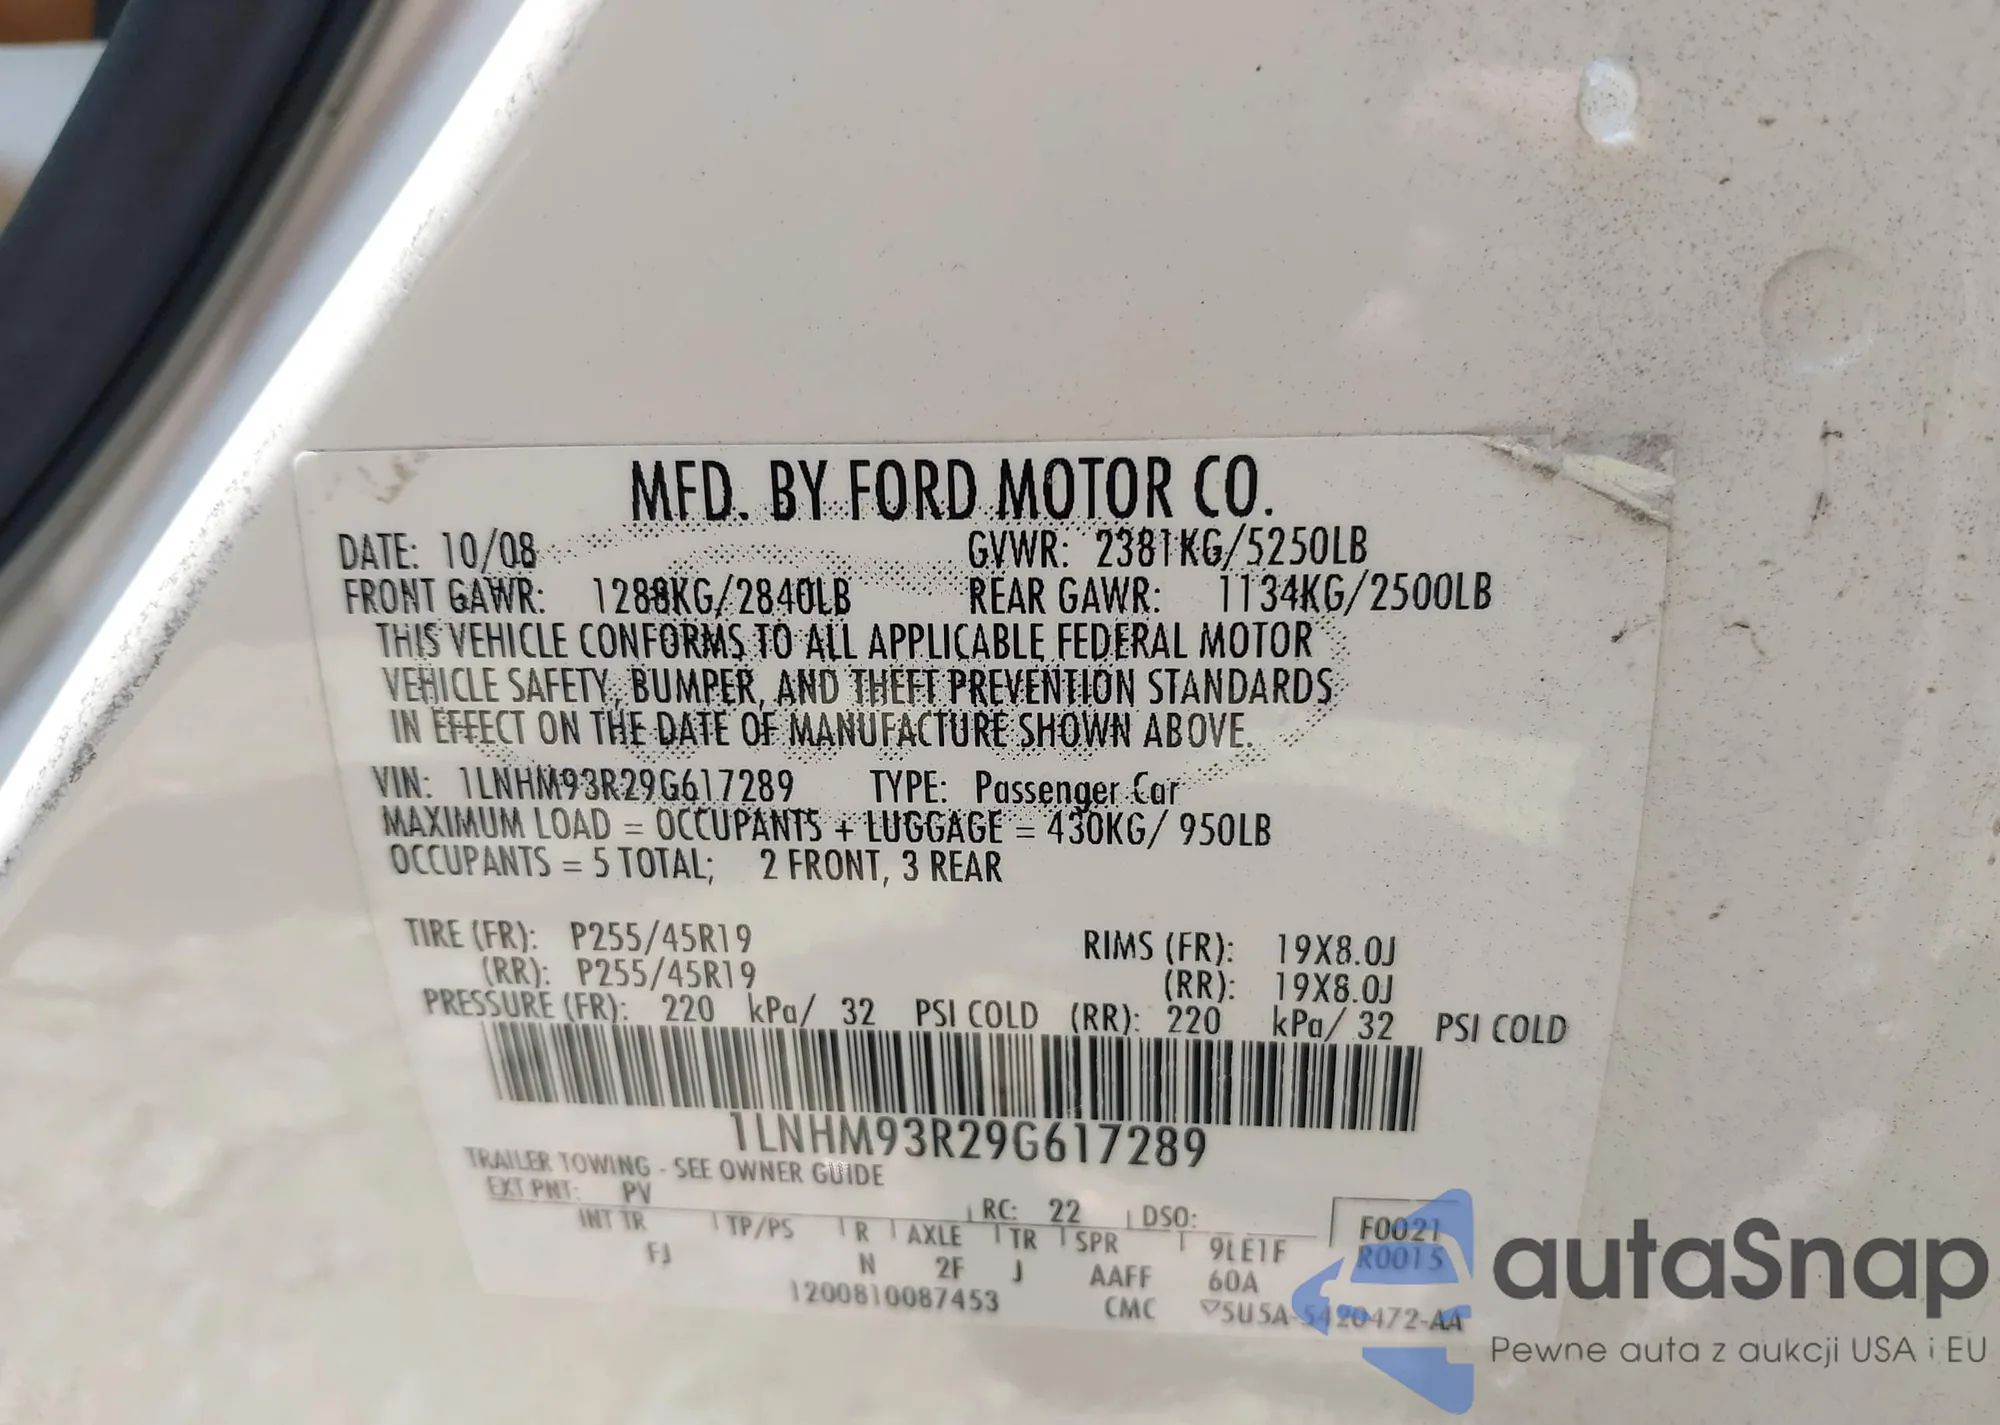 MFD. BY FORD MOTOR CO.
DATE: 10/08 GVWR: 2381KG/5250LB
FRONT GAWR: 1288KG/2840LB REAR GAWR: 1134KG/2500LB
THIS VEHICLE CONFORMS TO ALL APPLICABLE FEDERAL MOTOR
VEHICLE SAFETY, BUMPER, AND THEFT PREVENTION STANDARDS
IN EFFECT ON THE DATE OF MANUFACTURE SHOWN ABOVE.
VIN: 1LNHM93R29G617289 TYPE: Passenger Car
MAXIMUM LOAD = OCCUPANTS + LUGGAGE = 430KG/ 950LB
OCCUPANTS = 5 TOTAL; 2 FRONT, 3 REAR
TIRE (FR): P255/45R19 RIMS (FR): 19X8.0J
(RR): P255/45R19 (RR): 19X8.0J
PRESSURE (FR): 220 kPa/ 32 PSI COLD (RR): 220 kPa/ 32 PSI COLD
1LNHM93R29G617289
TRAILER TOWING - SEE OWNER GUIDE
EXT PNT: PV RC: 22 DSO: F0021
INT TR TP/PS R AXLE TR SPR 9LE1F R0015
FJ N 2F J AAFF 60A
1200810087453 CMC ▽5U5A-5420472-AA
autaSnap
Pewne auta z aukcji USA i EU